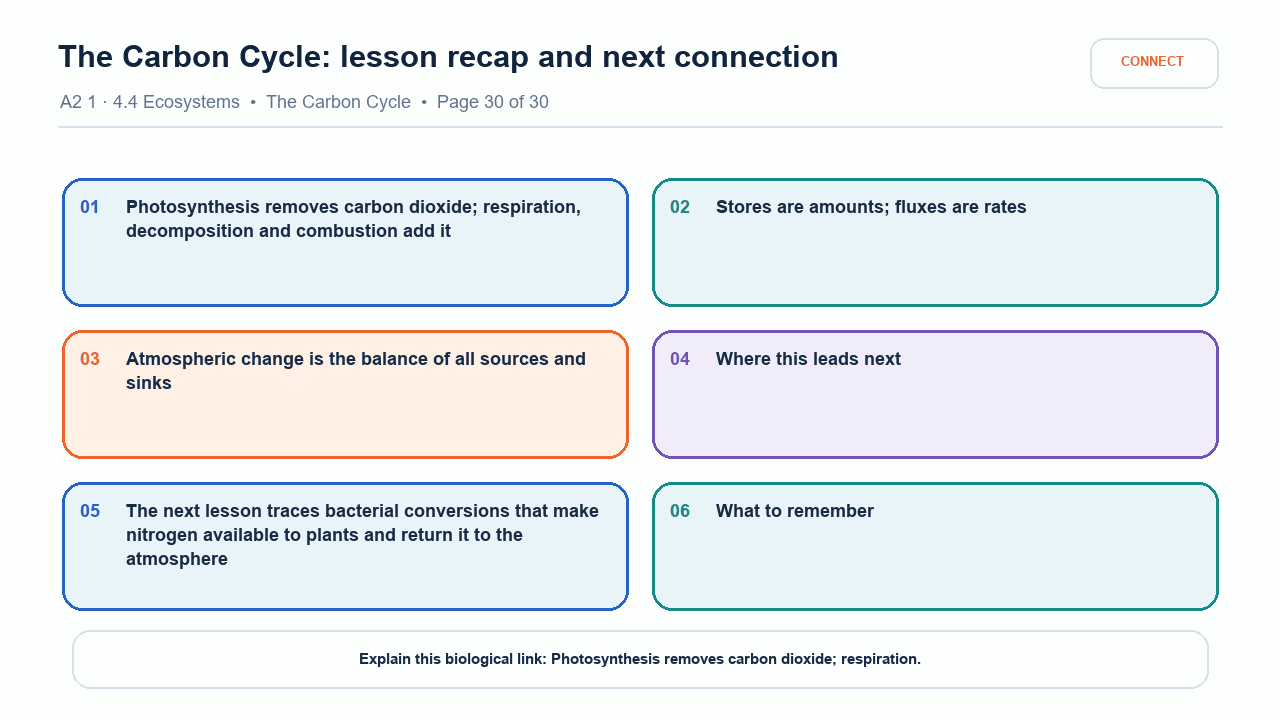 The Carbon Cycle: lesson recap and next connection
CONNECT
A2 1 · 4.4 Ecosystems • The Carbon Cycle • Page 30 of 30
01 Photosynthesis removes carbon dioxide; respiration,
decomposition and combustion add it
02 Stores are amounts; fluxes are rates
03 Atmospheric change is the balance of all sources and
sinks
04 Where this leads next
05 The next lesson traces bacterial conversions that make
nitrogen available to plants and return it to the
atmosphere
06 What to remember
Explain this biological link: Photosynthesis removes carbon dioxide; respiration.